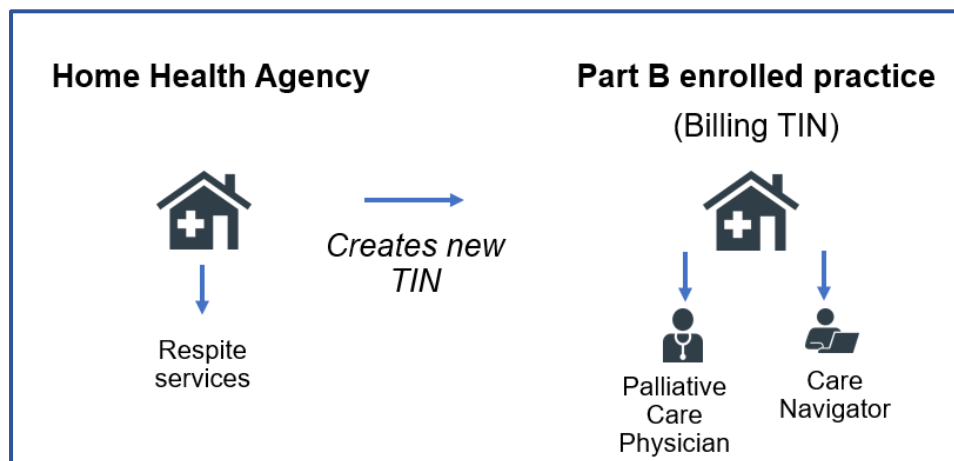 Home Health Agency
Part B enrolled practice
(Billing TIN)
Creates new
TIN
Respite
services
Palliative
Care
Physician
Care
Navigator